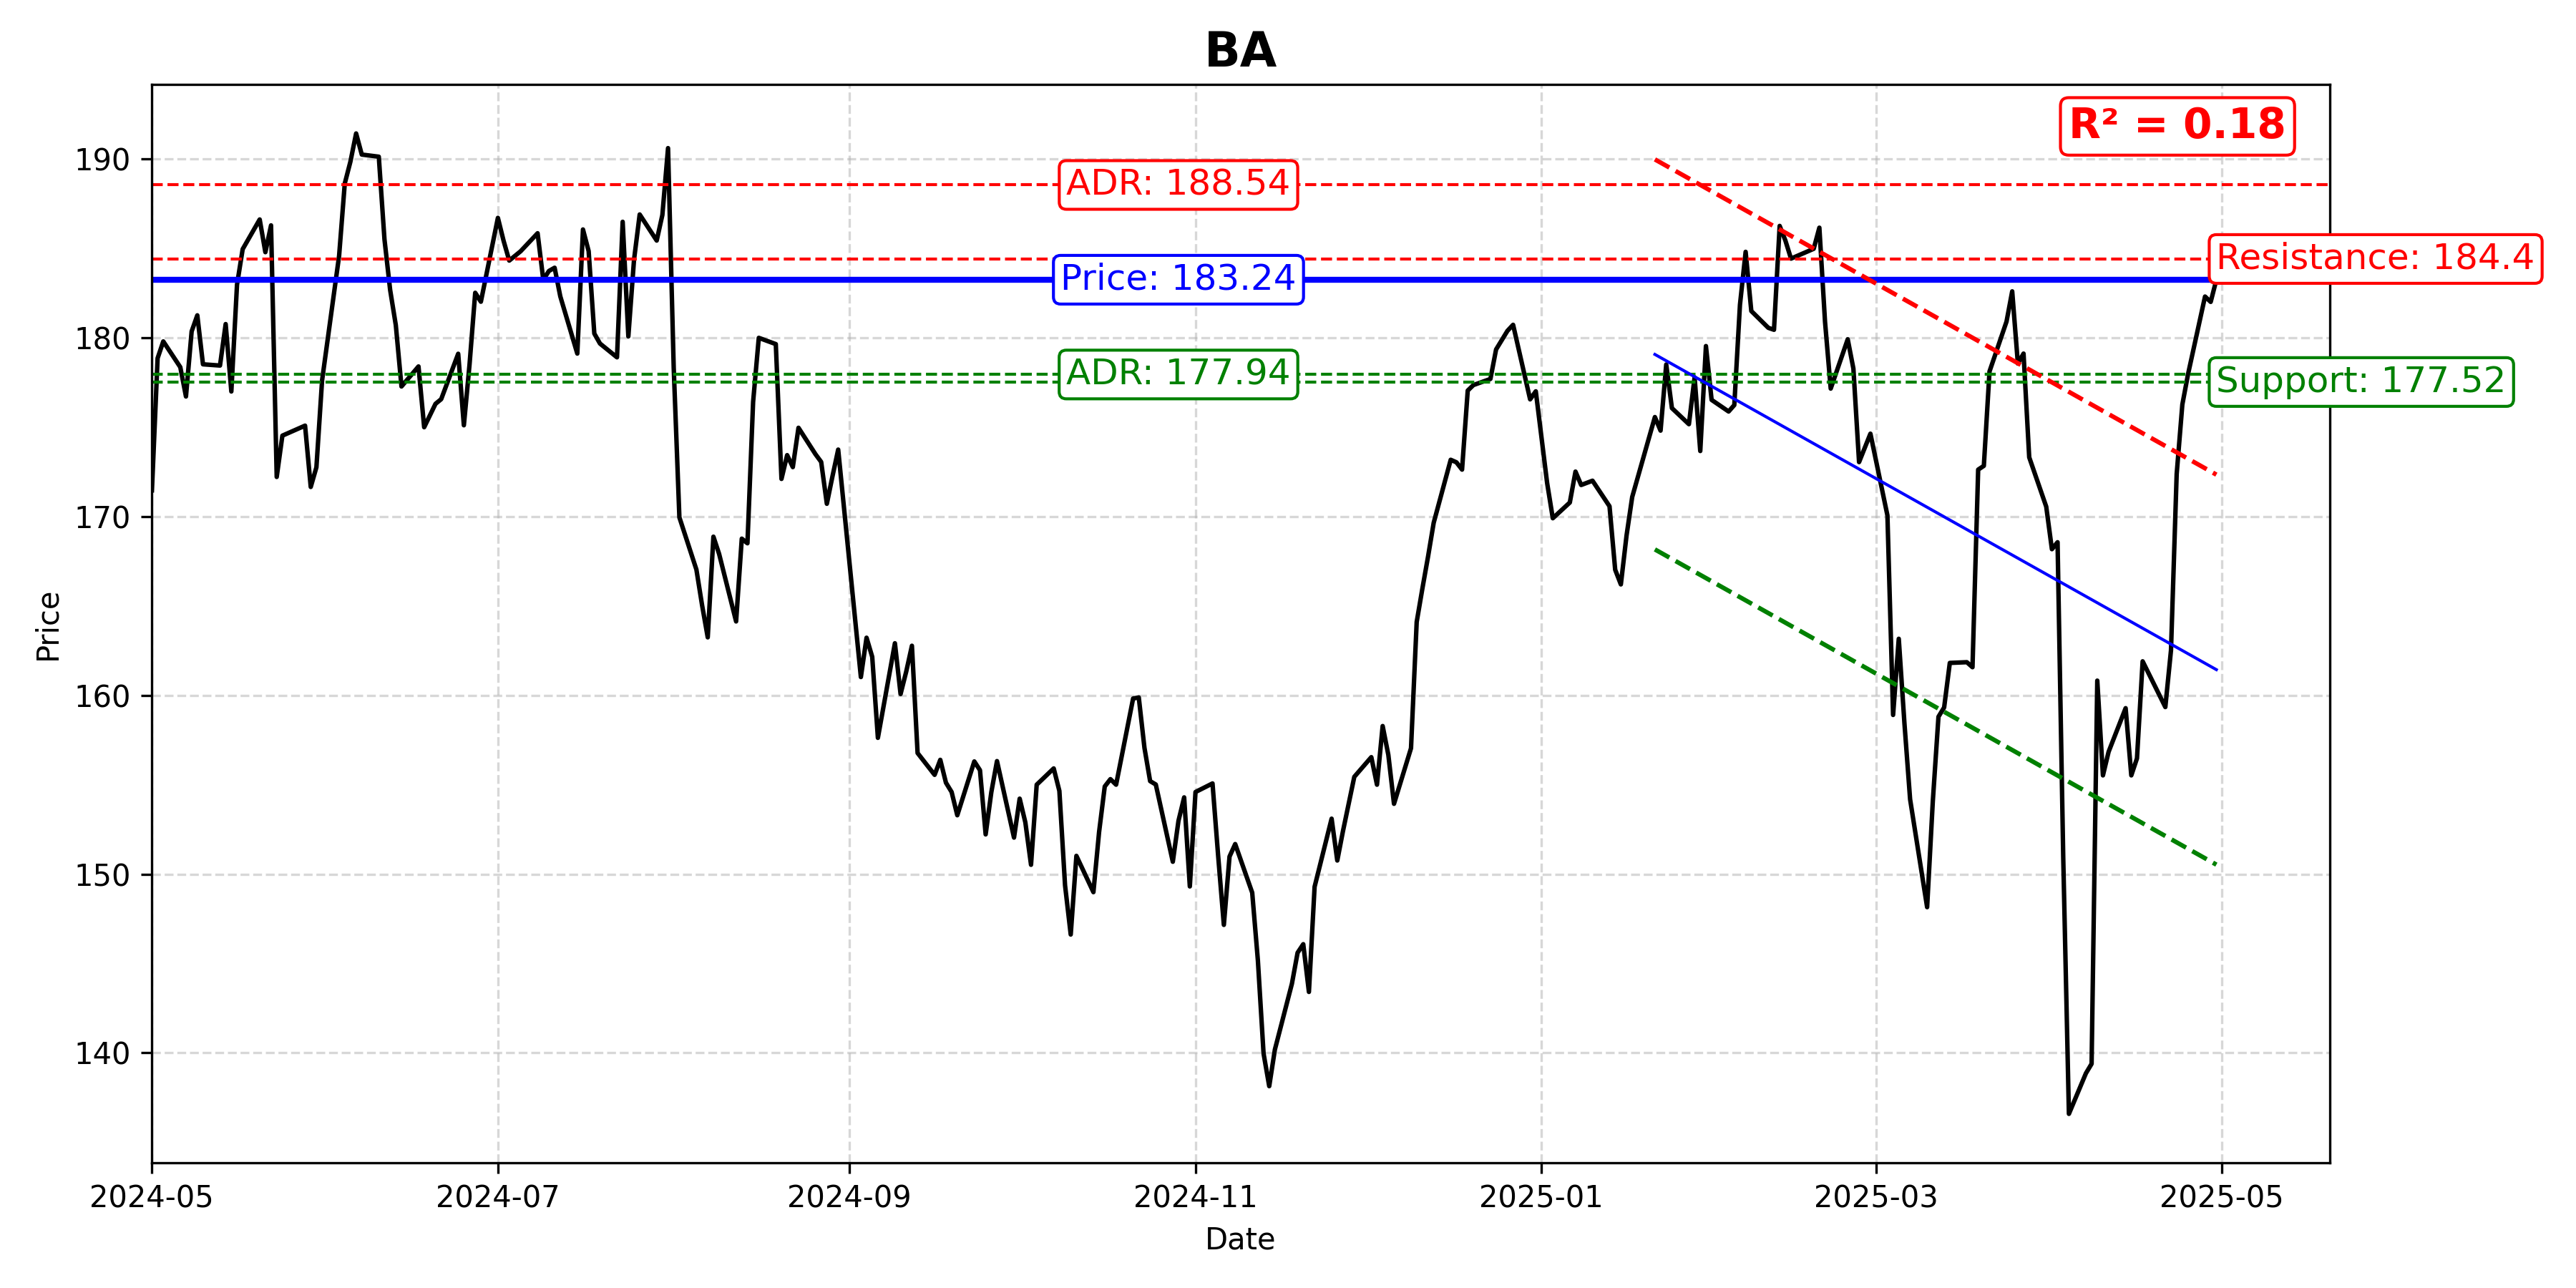 BA
R² = 0.18
190
ADR: 188.54
Resistance: 184.4
Price: 183.24
180
ADR: 177.94
Support: 177.52
170
Price
160
150
140
2024-05 2024-07 2024-09 2024-11 2025-01 2025-03 2025-05
Date